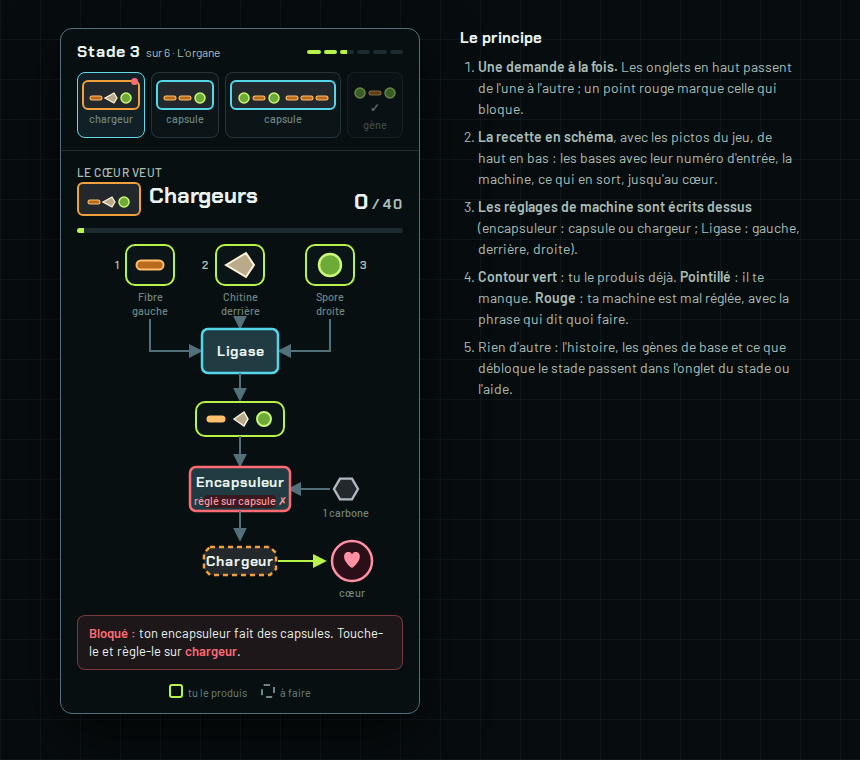 Stade 3 sur 6 · L'organe
chargeur
capsule
capsule
✓
gène
LE CŒUR VEUT
Chargeurs
0 / 40
1
2
3
Fibre
gauche
Chitine
derrière
Spore
droite
Ligase
Encapsuleur
réglé sur capsule ✗
1 carbone
Chargeur
cœur
Bloqué : ton encapsuleur fait des capsules. Touche-
le et règle-le sur chargeur.
tu le produis
à faire
Le principe
1. Une demande à la fois. Les onglets en haut passent
de l'une à l'autre ; un point rouge marque celle qui
bloque.
2. La recette en schéma, avec les pictos du jeu, de
haut en bas : les bases avec leur numéro d'entrée, la
machine, ce qui en sort, jusqu'au cœur.
3. Les réglages de machine sont écrits dessus
(encapsuleur : capsule ou chargeur ; Ligase : gauche,
derrière, droite).
4. Contour vert : tu le produis déjà. Pointillé : il te
manque. Rouge : ta machine est mal réglée, avec la
phrase qui dit quoi faire.
5. Rien d'autre : l'histoire, les gènes de base et ce que
débloque le stade passent dans l'onglet du stade ou
l'aide.